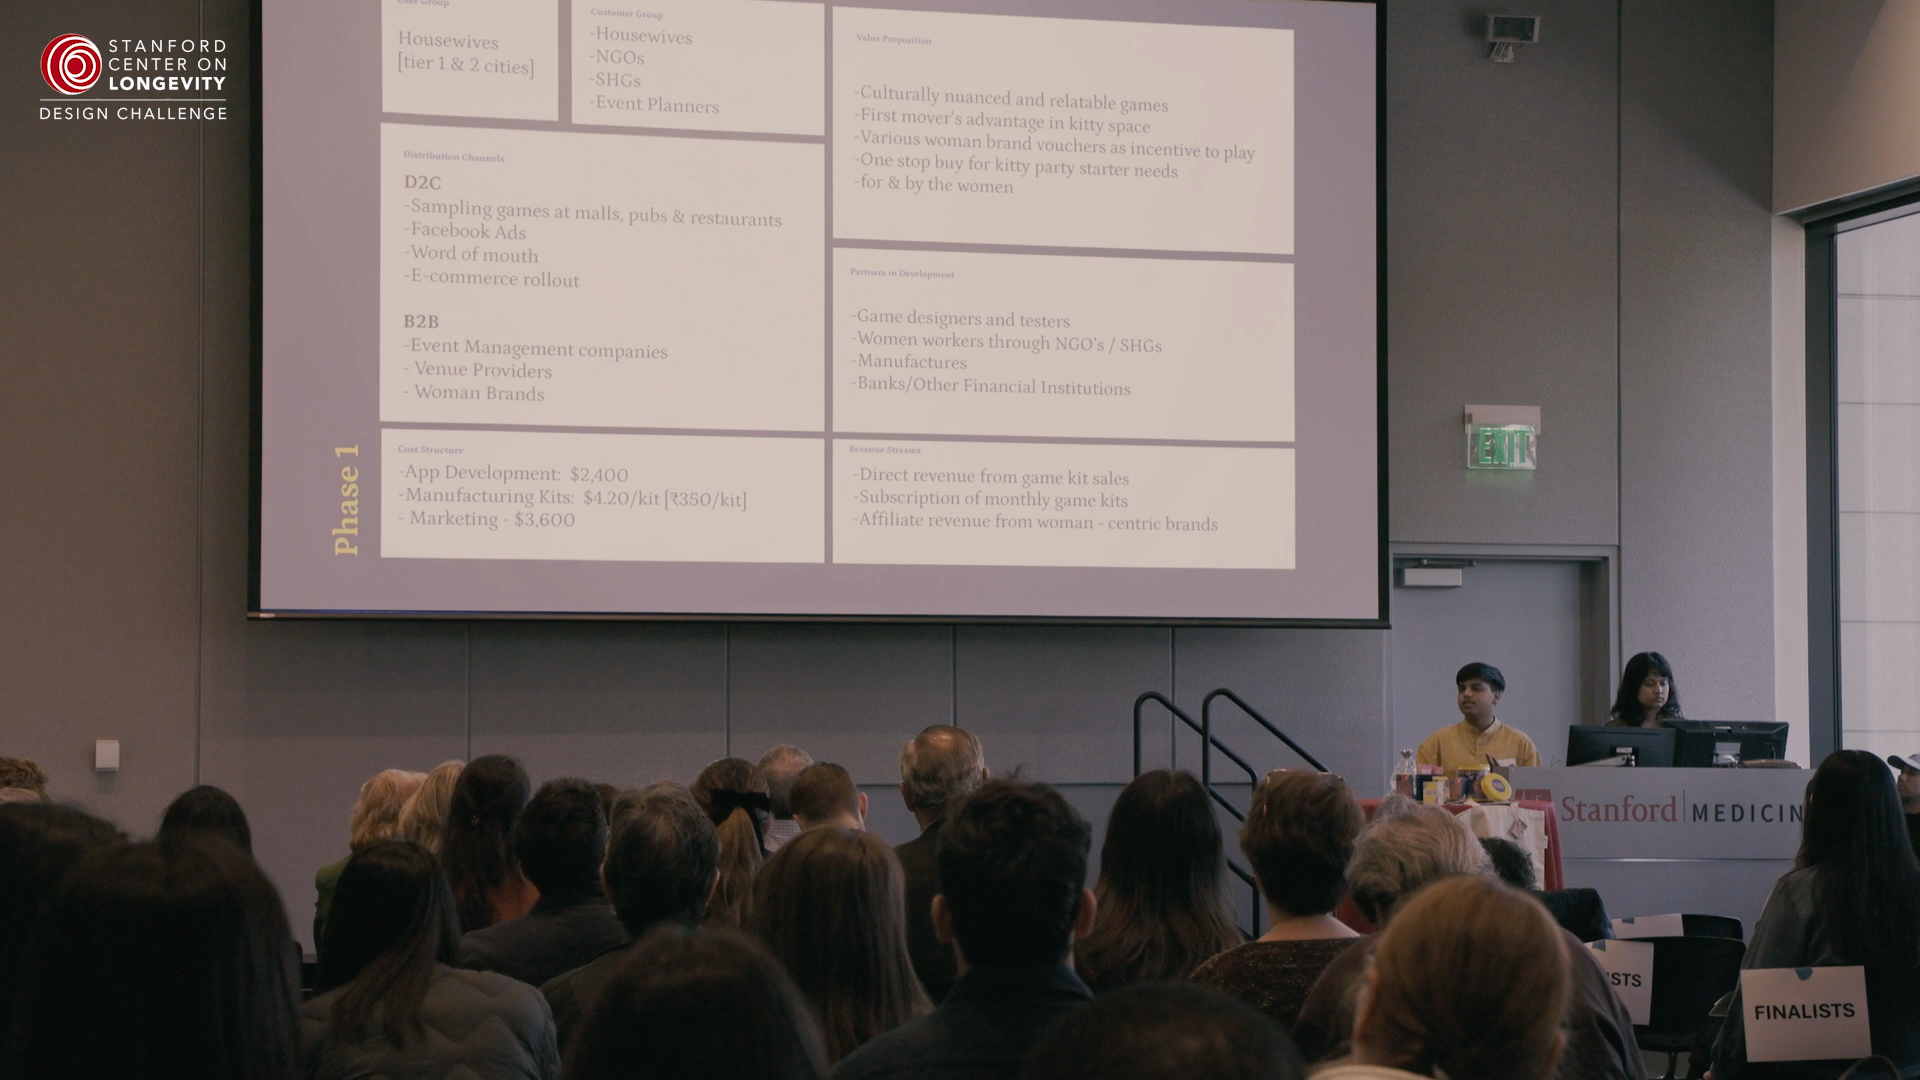 STANFORD
CENTER ON
LONGEVITY
DESIGN CHALLENGE
User Group
Housewives
[tier 1 & 2 cities]
Customer Group
-Housewives
-NGOs
-SHGs
-Event Planners
Value Proposition
-Culturally nuanced and relatable games
-First mover's advantage in kitty space
-Various woman brand vouchers as incentive to play
-One stop buy for kitty party starter needs
-for & by the women
Distribution Channels
D2C
-Sampling games at malls, pubs & restaurants
-Facebook Ads
-Word of mouth
-E-commerce rollout
B2B
-Event Management companies
- Venue Providers
- Woman Brands
Partners in Development
-Game designers and testers
-Women workers through NGO's / SHGs
-Manufactures
-Banks/Other Financial Institutions
Phase 1
Cost Structure
-App Development: $2,400
-Manufacturing Kits: $4.20/kit [₹350/kit]
- Marketing - $3,600
Revenue Streams
-Direct revenue from game kit sales
-Subscription of monthly game kits
-Affiliate revenue from woman - centric brands
EXIT
Stanford MEDICIN
ISTS
FINALISTS